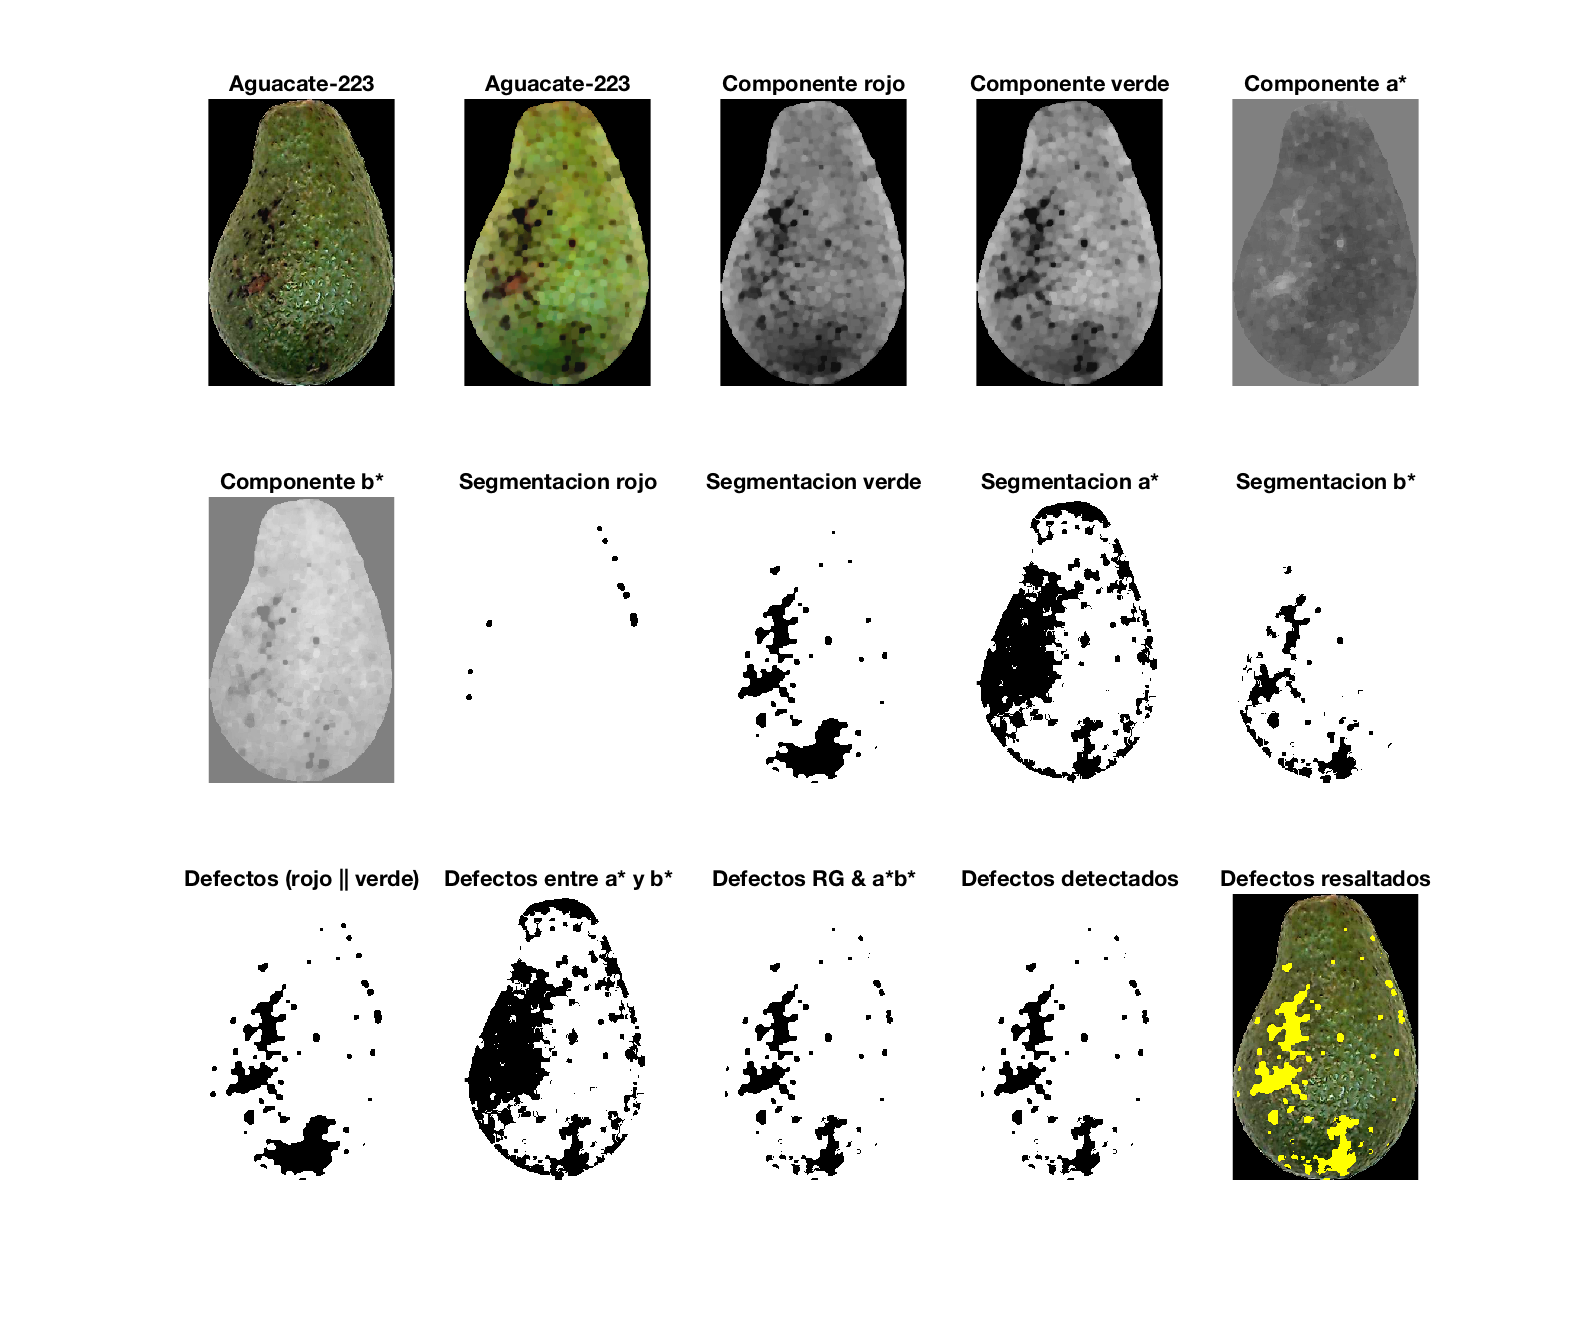 Aguacate-223
Aguacate-223
Componente rojo
Componente verde
Componente a*
Componente b*
Segmentacion rojo
Segmentacion verde
Segmentacion a*
Segmentacion b*
Defectos (rojo || verde)
Defectos entre a* y b*
Defectos RG & a*b*
Defectos detectados
Defectos resaltados